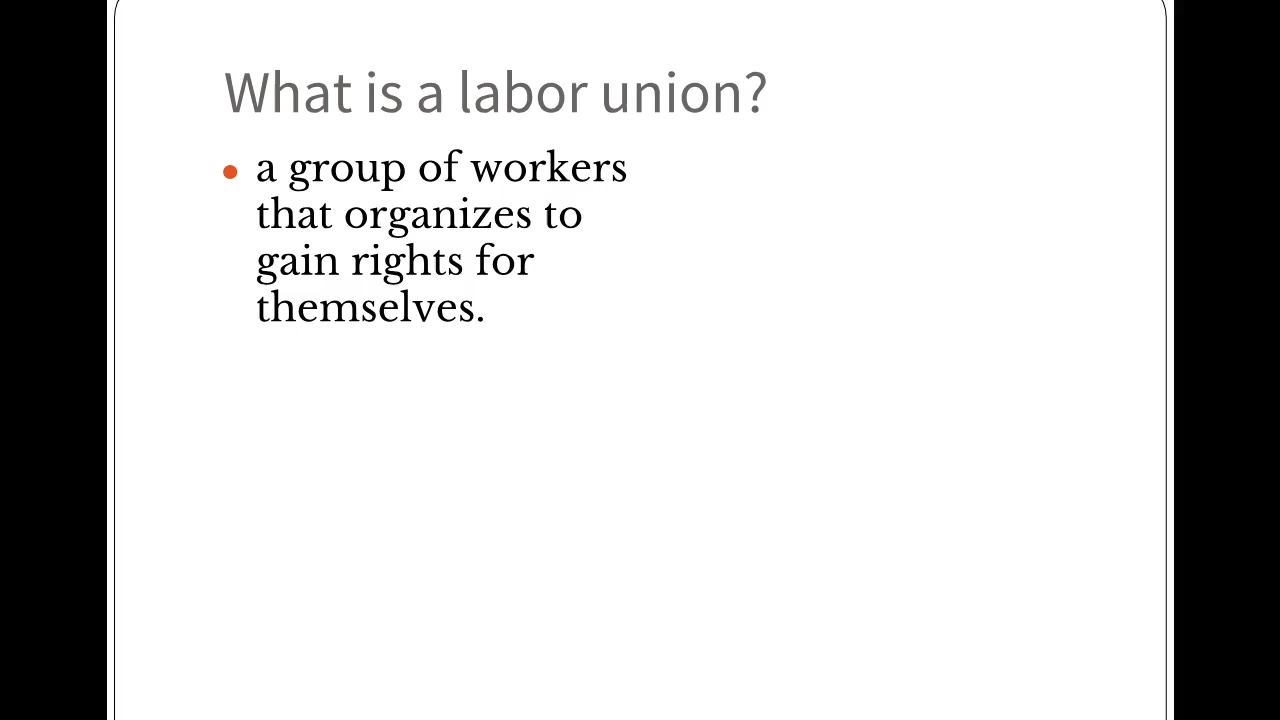 What is a labor union?
• a group of workers
that organizes to
gain rights for
themselves.